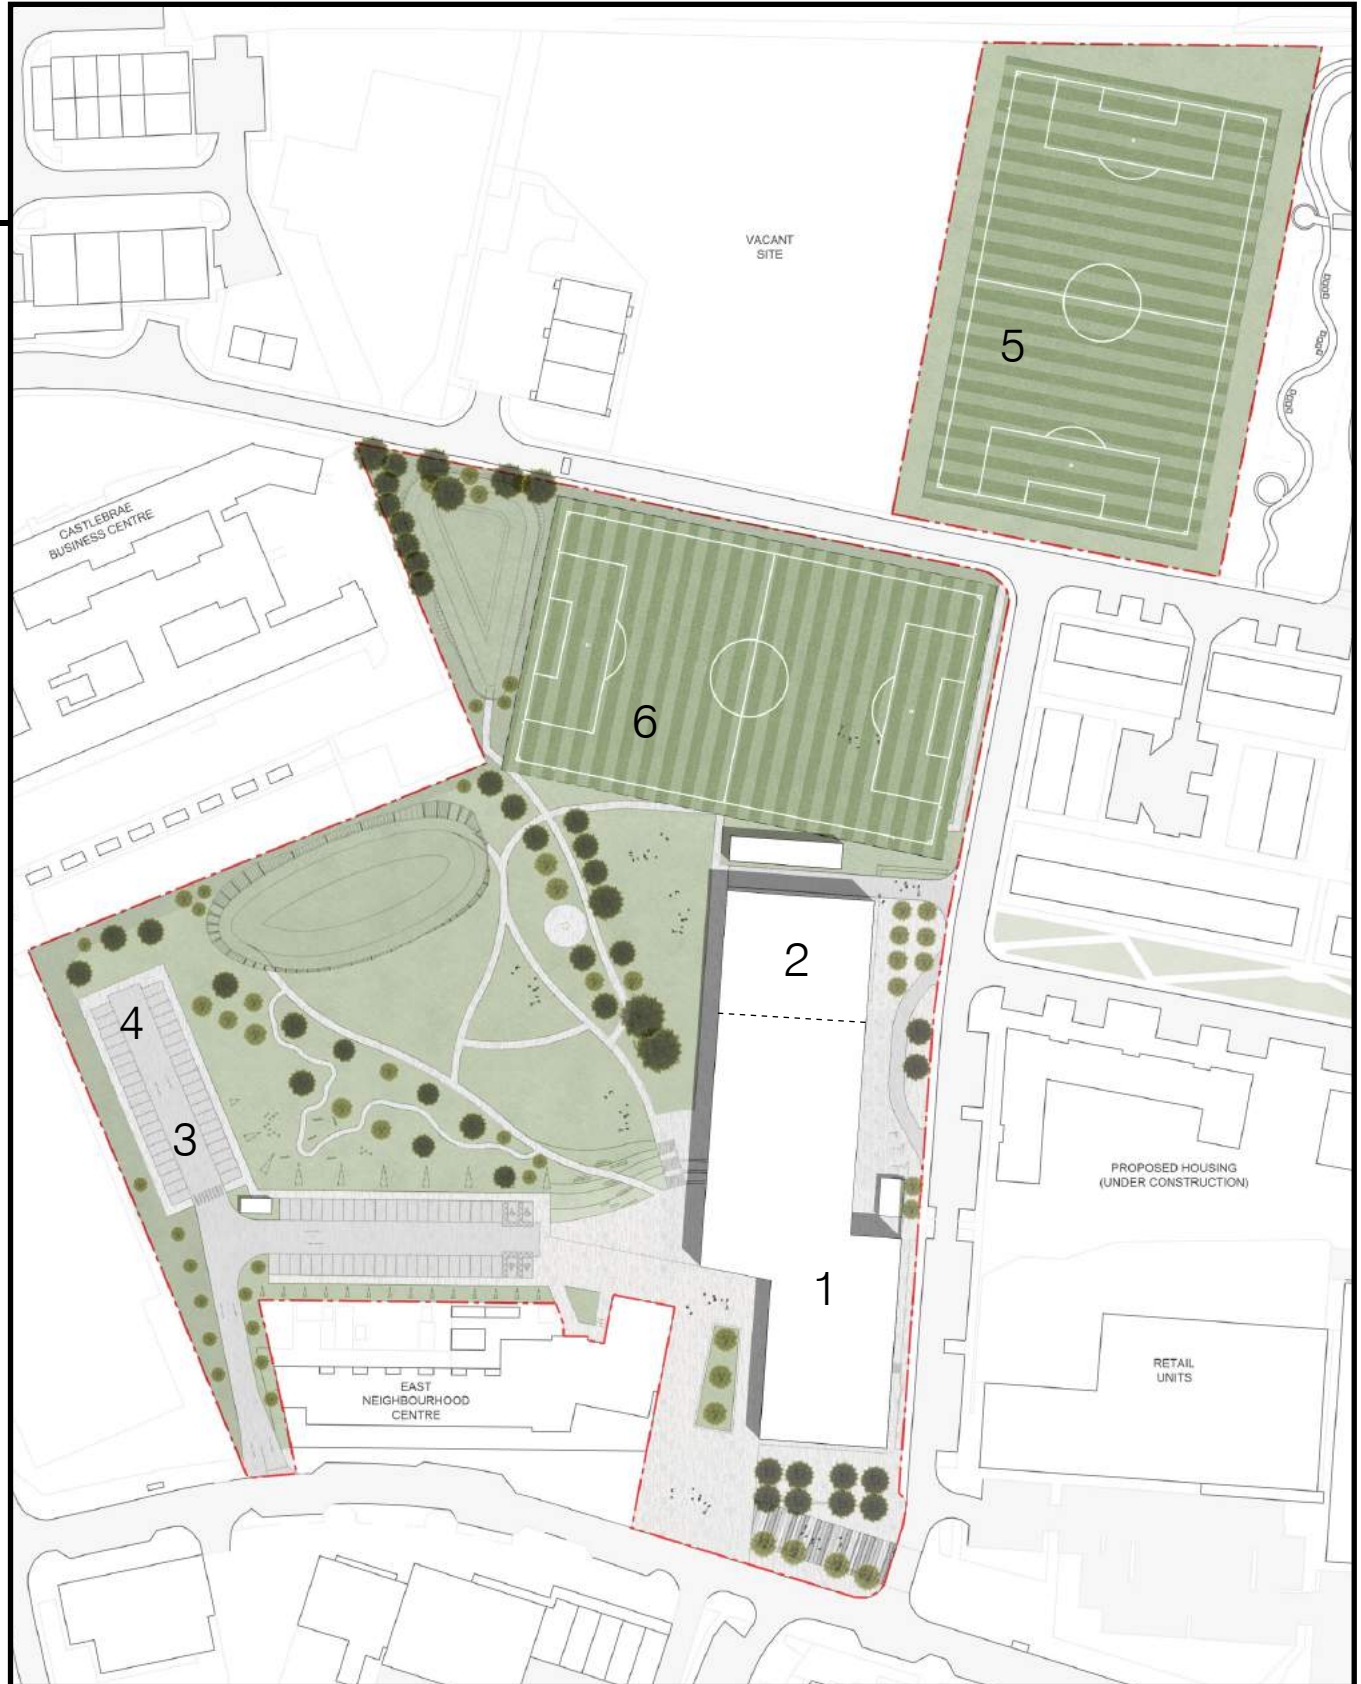 VACANT
SITE
5
CASTLEBRAE
BUSINESS CENTRE
6
2
4
3
PROPOSED HOUSING
(UNDER CONSTRUCTION)
1
RETAIL
UNITS
EAST
NEIGHBOURHOOD
CENTRE